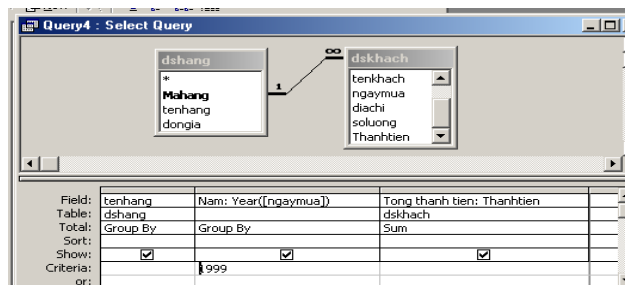 Query4 : Select Query
dshang
*
Mahang
tenhang
dongia
1
∞
dskhach
tenkhach
ngaymua
diachi
soluong
Thanhtien
Field: tenhang Nam: Year([ngaymua]) Tong thanh tien: Thanhtien
Table: dshang dskhach
Total: Group By Group By Sum
Sort:
Show:
Criteria: 1999
or: